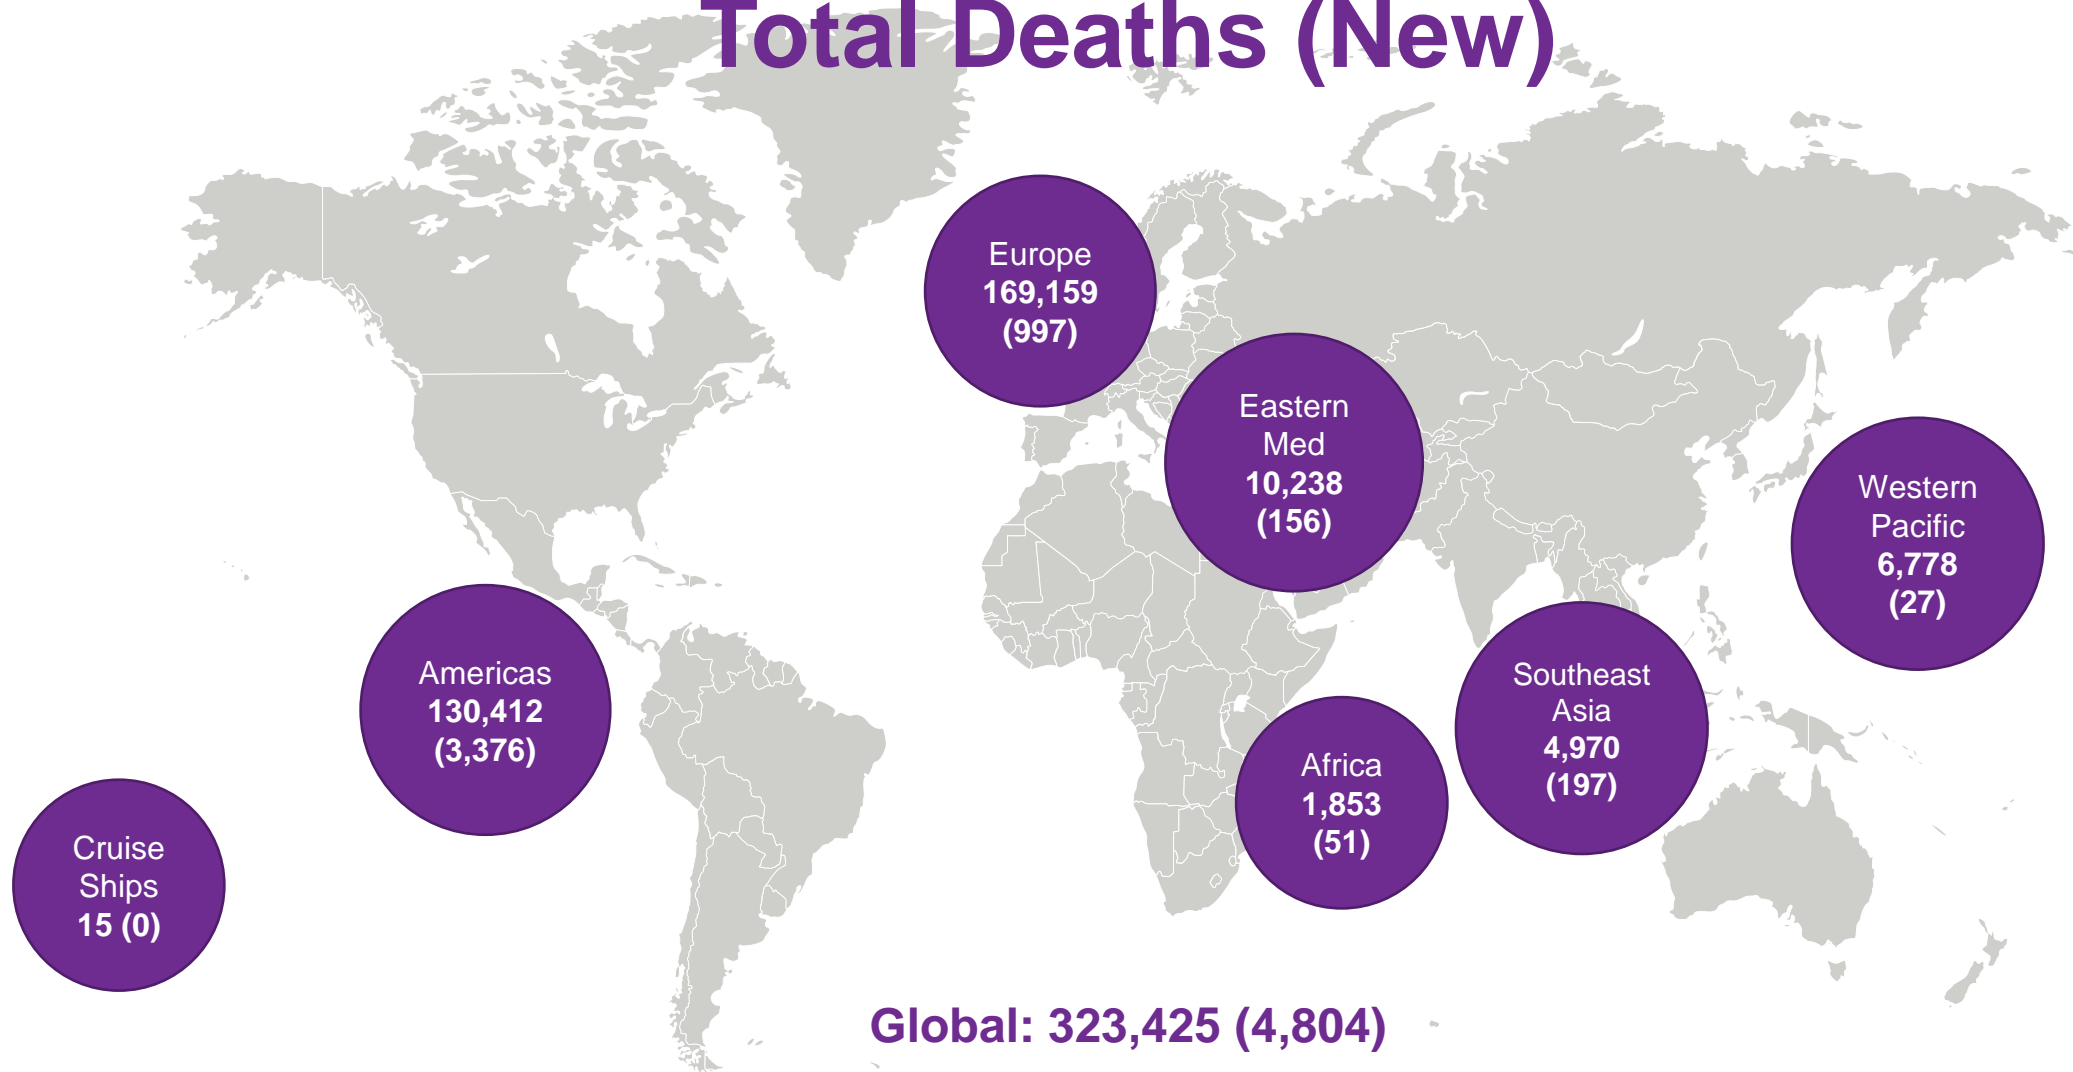 Total Deaths (New)
Europe
169,159
(997)
Eastern
Med
10,238
(156)
Western
Pacific
6,778
(27)
Americas
130,412
(3,376)
Southeast
Asia
4,970
(197)
Africa
1,853
(51)
Cruise
Ships
15 (0)
Global: 323,425 (4,804)